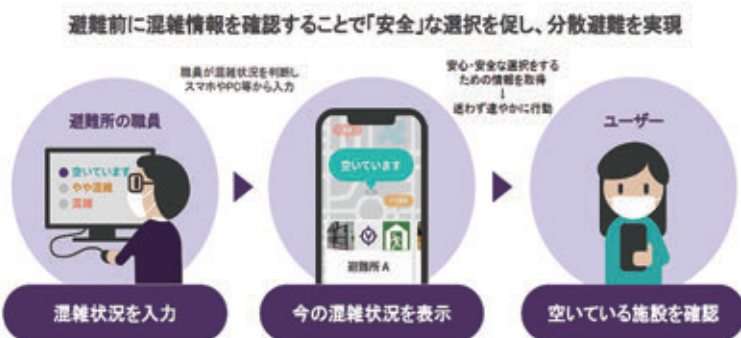 避難前に混雑情報を確認することで「安全」な選択を促し、分散避難を実現
職員が混雑状況を判断し
スマホやPC等から入力
安心・安全な選択をする
ための情報を取得
↓
迷わず速やかに行動
避難所の職員
空いています
やや混雑
混雑
空いています
避難所 A
ユーザー
混雑状況を入力
今の混雑状況を表示
空いている施設を確認